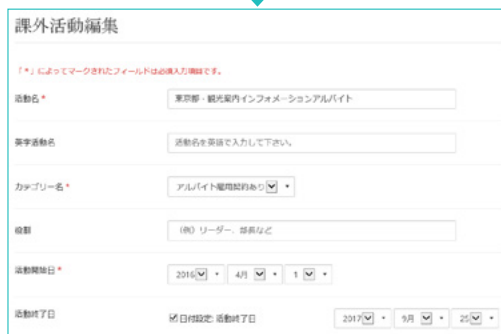 課外活動編集
「*」によってマークされたフィールドは必須入力項目です。
活動名*
東京都・観光案内インフォメーションアルバイト
英字活動名
活動名を英語で入力して下さい。
カテゴリー名*
アルバイト雇用契約あり
役割
(例) リーダー、部長など
活動開始日*
2016 4月 1
活動終了日
日付設定: 活動終了日 2017 9月 25